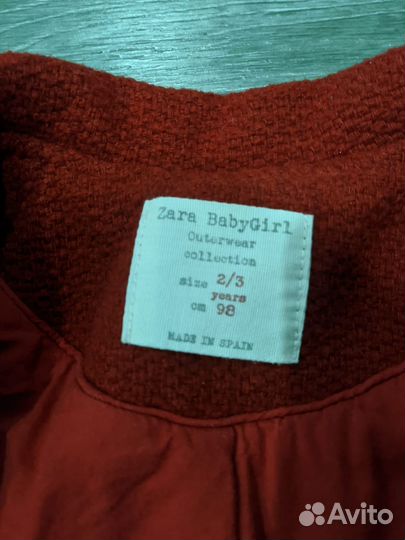 Zara BabyGirl
Outerwear
collection
size 2/3
years
cm 98
MADE IN SPAIN
Avito